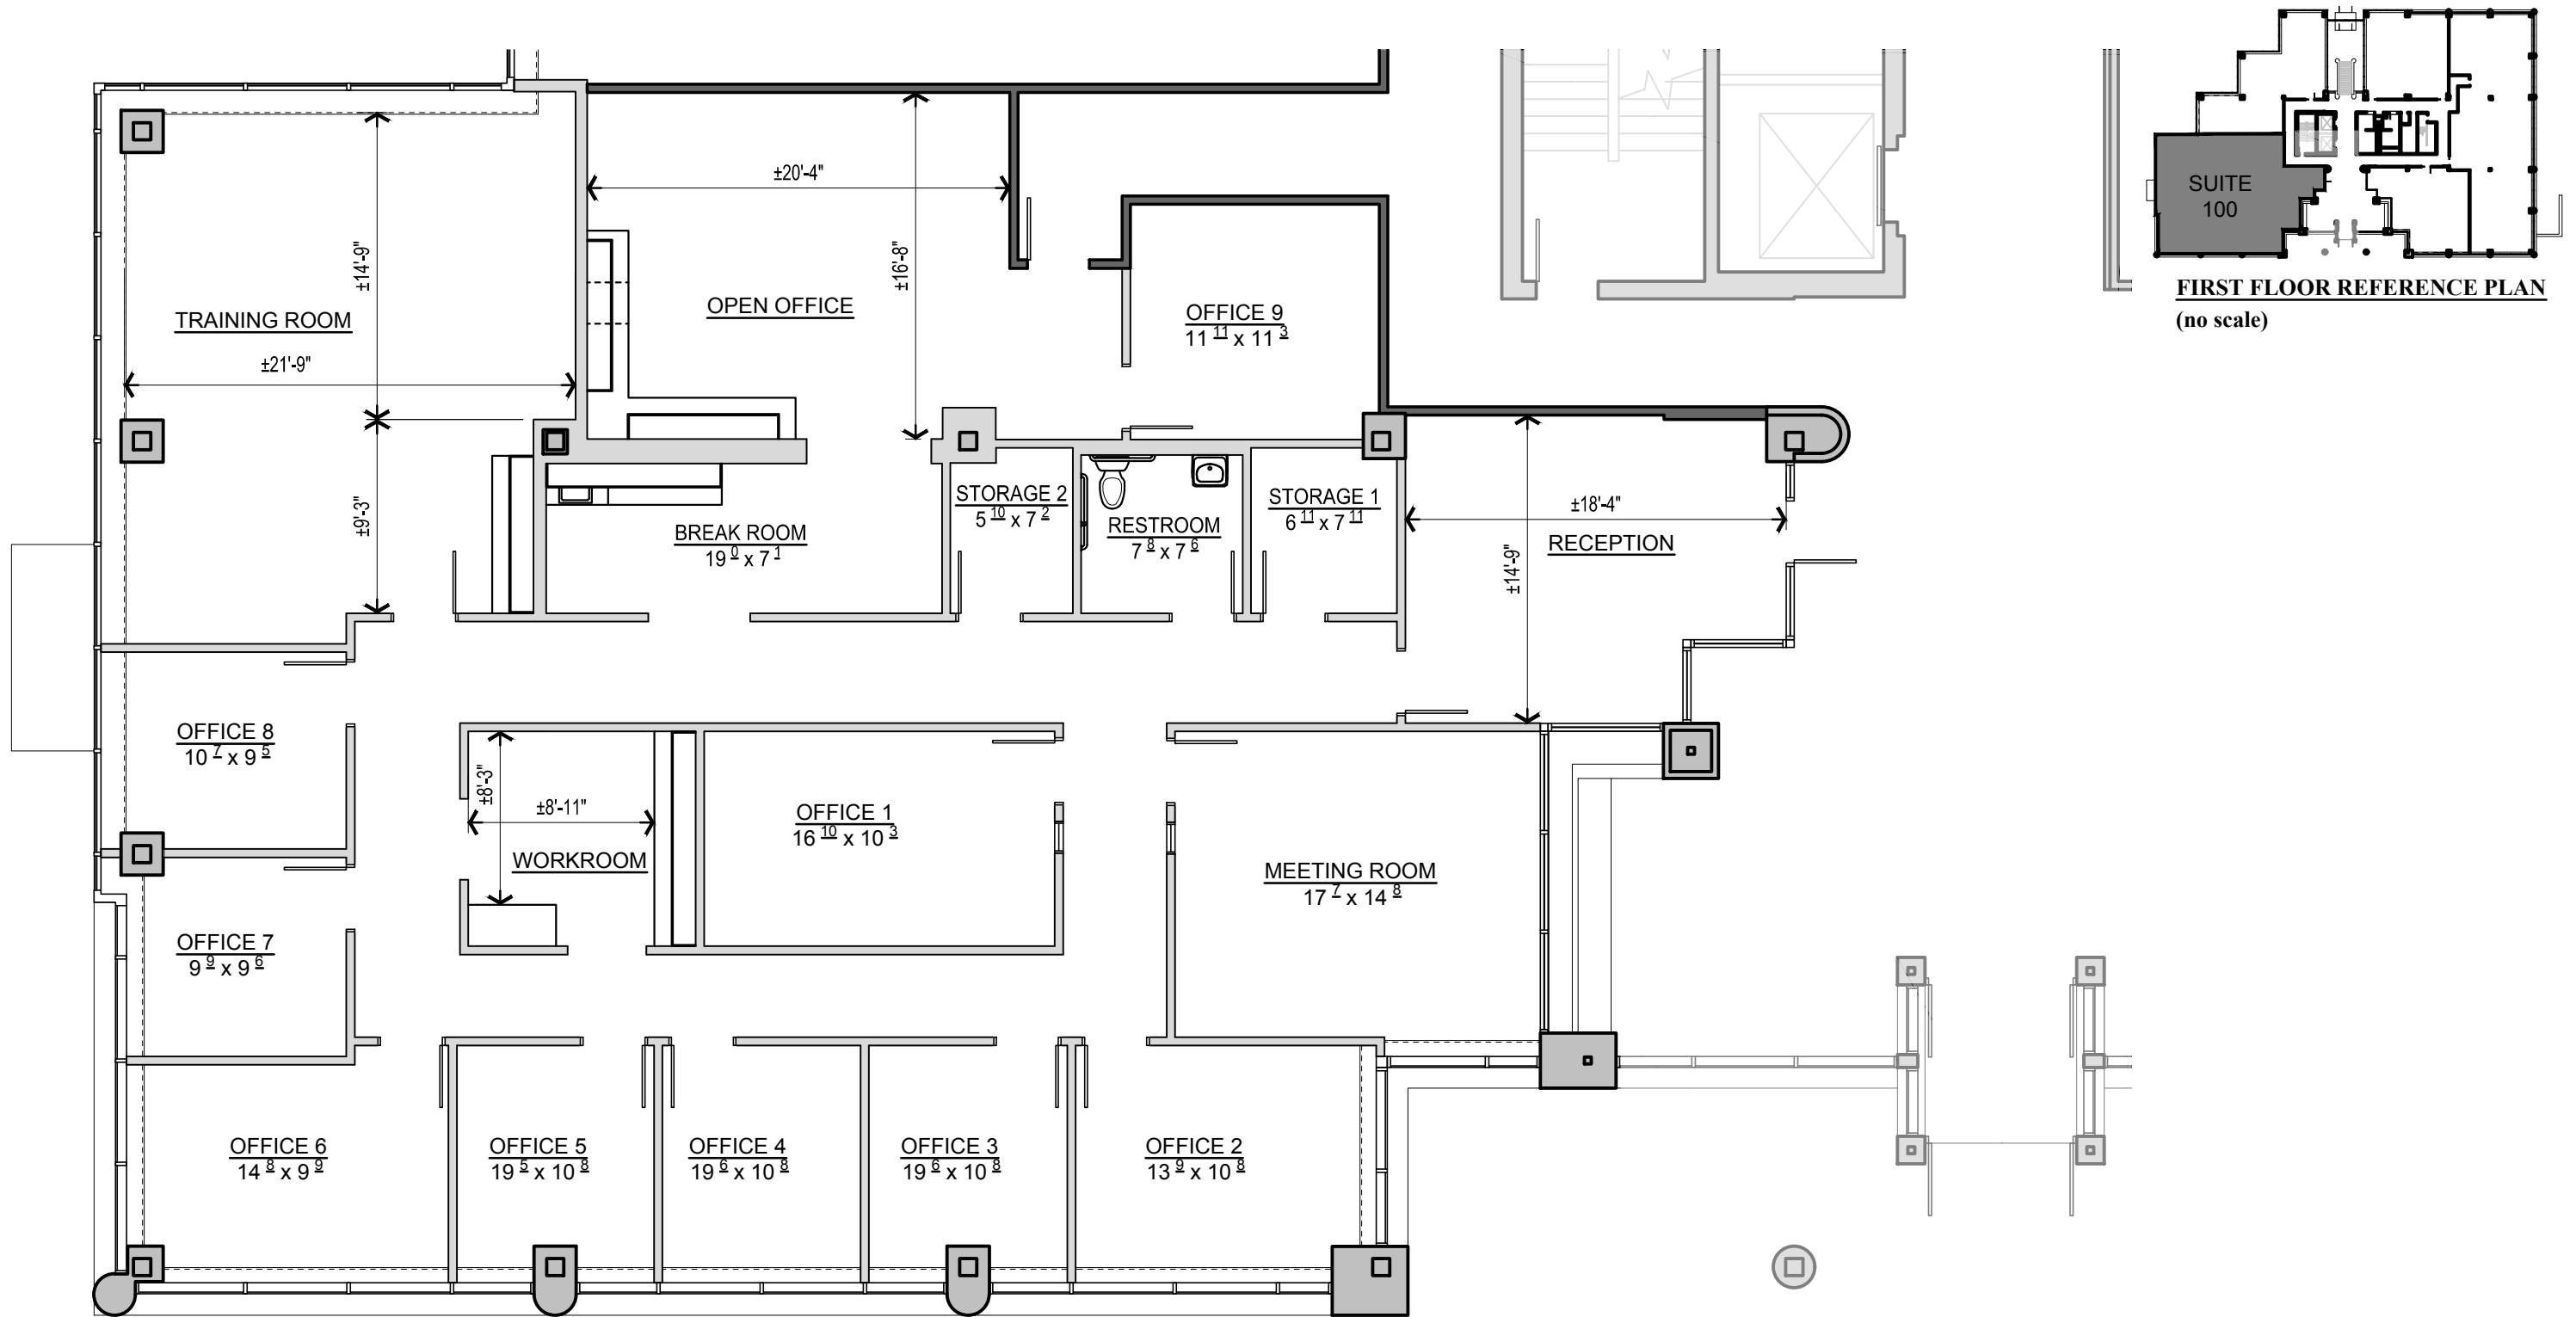 SUITE
100
FIRST FLOOR REFERENCE PLAN
(no scale)
±20'-4"
±14'-9"
±16'-8"
OPEN OFFICE
TRAINING ROOM
±21'-9"
OFFICE 9
11 11 x 11 3
±9'-3"
BREAK ROOM
19 0 x 7 1
STORAGE 2
5 10 x 7 2
RESTROOM
7 8 x 7 6
STORAGE 1
6 11 x 7 11
±18'-4"
RECEPTION
±14'-9"
OFFICE 8
10 7 x 9 5
±8'-3"
±8'-11"
WORKROOM
OFFICE 1
16 10 x 10 3
MEETING ROOM
17 7 x 14 8
OFFICE 7
9 9 x 9 6
OFFICE 6
14 8 x 9 9
OFFICE 5
19 5 x 10 8
OFFICE 4
19 6 x 10 8
OFFICE 3
19 6 x 10 8
OFFICE 2
13 9 x 10 8